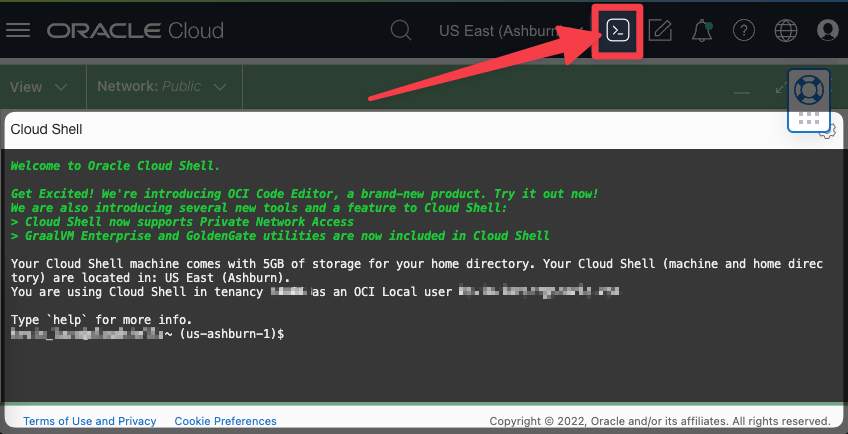 ORACLE Cloud
US East (Ashburn
View
Network: Public
Cloud Shell
Welcome to Oracle Cloud Shell.
Get Excited! We're introducing OCI Code Editor, a brand-new product. Try it out now!
We are also introducing several new tools and a feature to Cloud Shell:
> Cloud Shell now supports Private Network Access
> GraalVM Enterprise and GoldenGate utilities are now included in Cloud Shell
Your Cloud Shell machine comes with 5GB of storage for your home directory. Your Cloud Shell (machine and home direc
tory) are located in: US East (Ashburn).
You are using Cloud Shell in tenancy as an OCI Local user
Type `help` for more info.
~ (us-ashburn-1)$
Terms of Use and Privacy
Cookie Preferences
Copyright © 2022, Oracle and/or its affiliates. All rights reserved.